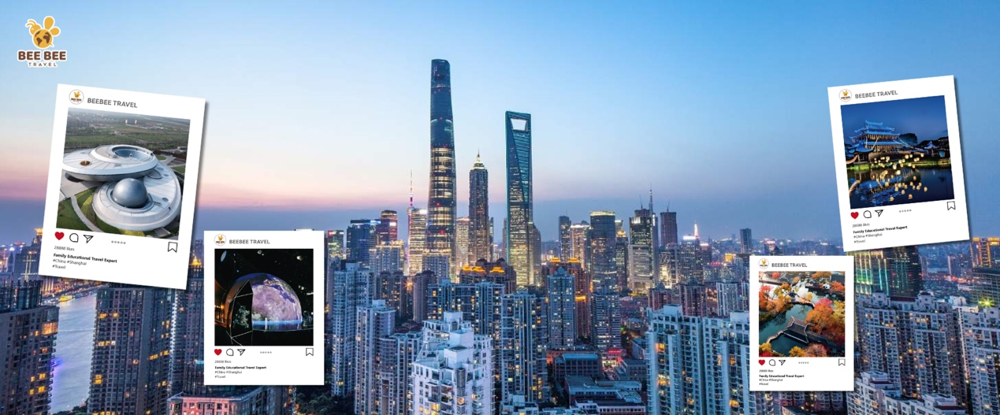 BEE BEE
TRAVEL
BEEBEE TRAVEL
28888 likes
Family Educational Travel Expert
#China #Shanghai
#Travel
BEEBEE TRAVEL
28888 likes
Family Educational Travel Expert
#China #Shanghai
#Travel
BEEBEE TRAVEL
28888 likes
Family Educational Travel Expert
#China #Shanghai
#Travel
BEEBEE TRAVEL
28888 likes
Family Educational Travel Expert
#China #Shanghai
#Travel